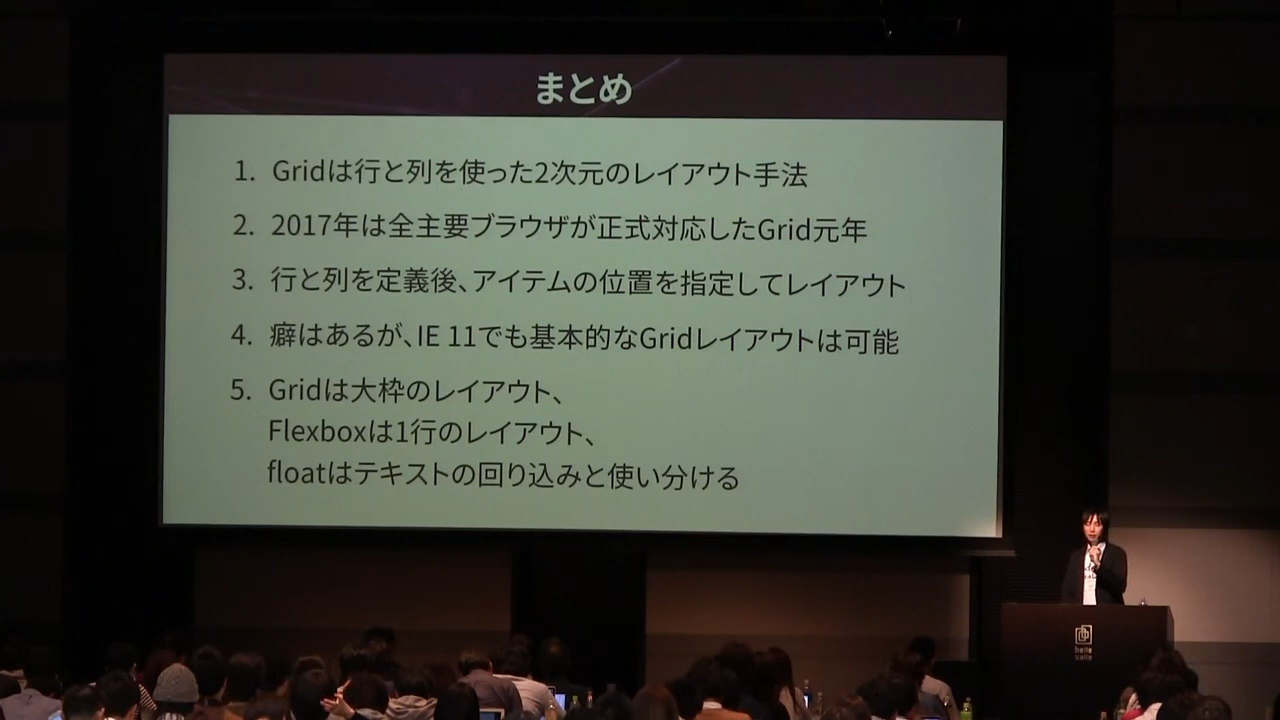 まとめ
1. Gridは行と列を使った2次元のレイアウト手法
2. 2017年は全主要ブラウザが正式対応したGrid元年
3. 行と列を定義後、アイテムの位置を指定してレイアウト
4. 癖はあるが、IE 11でも基本的なGridレイアウトは可能
5. Gridは大枠のレイアウト、
Flexboxは1行のレイアウト、
floatはテキストの回り込みと使い分ける
belle
salle